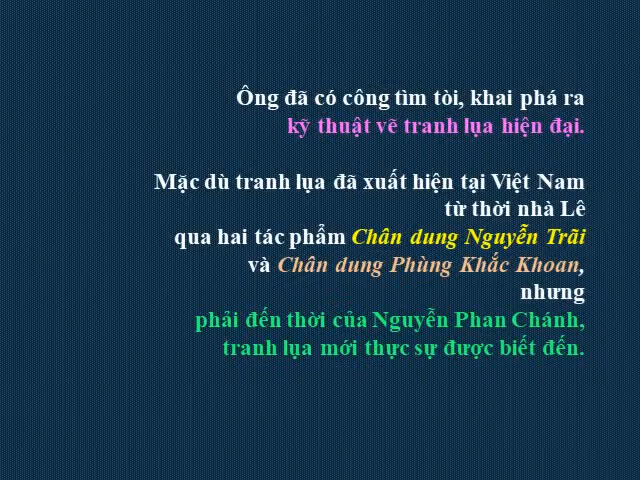 Ông đã có công tìm tòi, khai phá ra
kỹ thuật vẽ tranh lụa hiện đại.
Mặc dù tranh lụa đã xuất hiện tại Việt Nam
từ thời nhà Lê
qua hai tác phẩm Chân dung Nguyễn Trãi
và Chân dung Phùng Khắc Khoan,
nhưng
phải đến thời của Nguyễn Phan Chánh,
tranh lụa mới thực sự được biết đến.